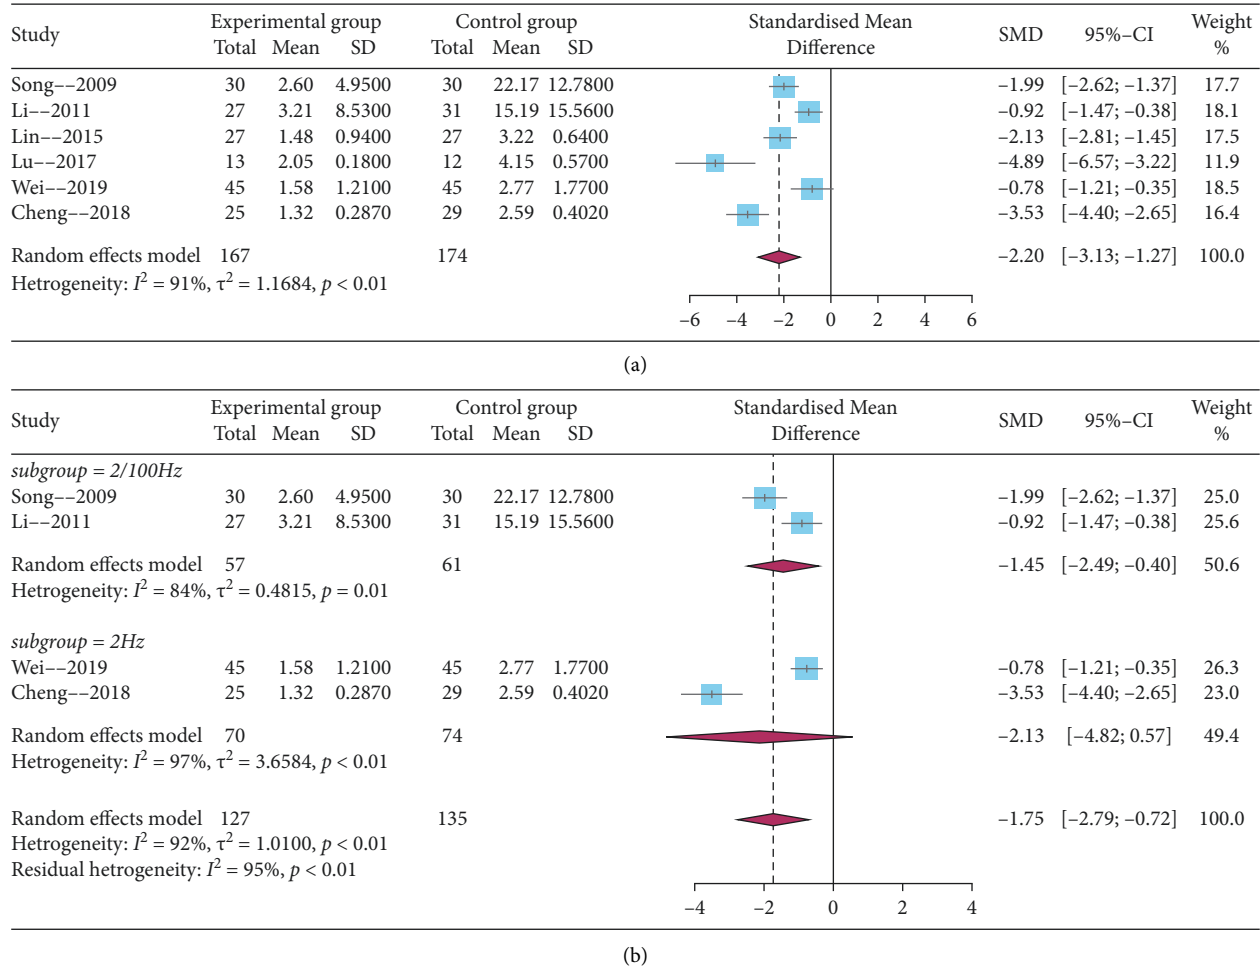 Study Experimental group Control group Standardised Mean Difference SMD 95%–CI Weight %
Total Mean SD Total Mean SD
Song––2009 30 2.60 4.9500 30 22.17 12.7800 –1.99 [–2.62; –1.37] 17.7
Li––2011 27 3.21 8.5300 31 15.19 15.5600 –0.92 [–1.47; –0.38] 18.1
Lin––2015 27 1.48 0.9400 27 3.22 0.6400 –2.13 [–2.81; –1.45] 17.5
Lu––2017 13 2.05 0.1800 12 4.15 0.5700 –4.89 [–6.57; –3.22] 11.9
Wei––2019 45 1.58 1.2100 45 2.77 1.7700 –0.78 [–1.21; –0.35] 18.5
Cheng––2018 25 1.32 0.2870 29 2.59 0.4020 –3.53 [–4.40; –2.65] 16.4
Random effects model 167 174 –2.20 [–3.13; –1.27] 100.0
Hetrogeneity: I² = 91%, τ² = 1.1684, p < 0.01
–6 –4 –2 0 2 4 6
(a)
Study Experimental group Control group Standardised Mean Difference SMD 95%–CI Weight %
Total Mean SD Total Mean SD
subgroup = 2/100Hz
Song––2009 30 2.60 4.9500 30 22.17 12.7800 –1.99 [–2.62; –1.37] 25.0
Li––2011 27 3.21 8.5300 31 15.19 15.5600 –0.92 [–1.47; –0.38] 25.6
Random effects model 57 61 –1.45 [–2.49; –0.40] 50.6
Hetrogeneity: I² = 84%, τ² = 0.4815, p = 0.01
subgroup = 2Hz
Wei––2019 45 1.58 1.2100 45 2.77 1.7700 –0.78 [–1.21; –0.35] 26.3
Cheng––2018 25 1.32 0.2870 29 2.59 0.4020 –3.53 [–4.40; –2.65] 23.0
Random effects model 70 74 –2.13 [–4.82; 0.57] 49.4
Hetrogeneity: I² = 97%, τ² = 3.6584, p < 0.01
Random effects model 127 135 –1.75 [–2.79; –0.72] 100.0
Hetrogeneity: I² = 92%, τ² = 1.0100, p < 0.01
Residual hetrogeneity: I² = 95%, p < 0.01
–4 –2 0 2 4
(b)